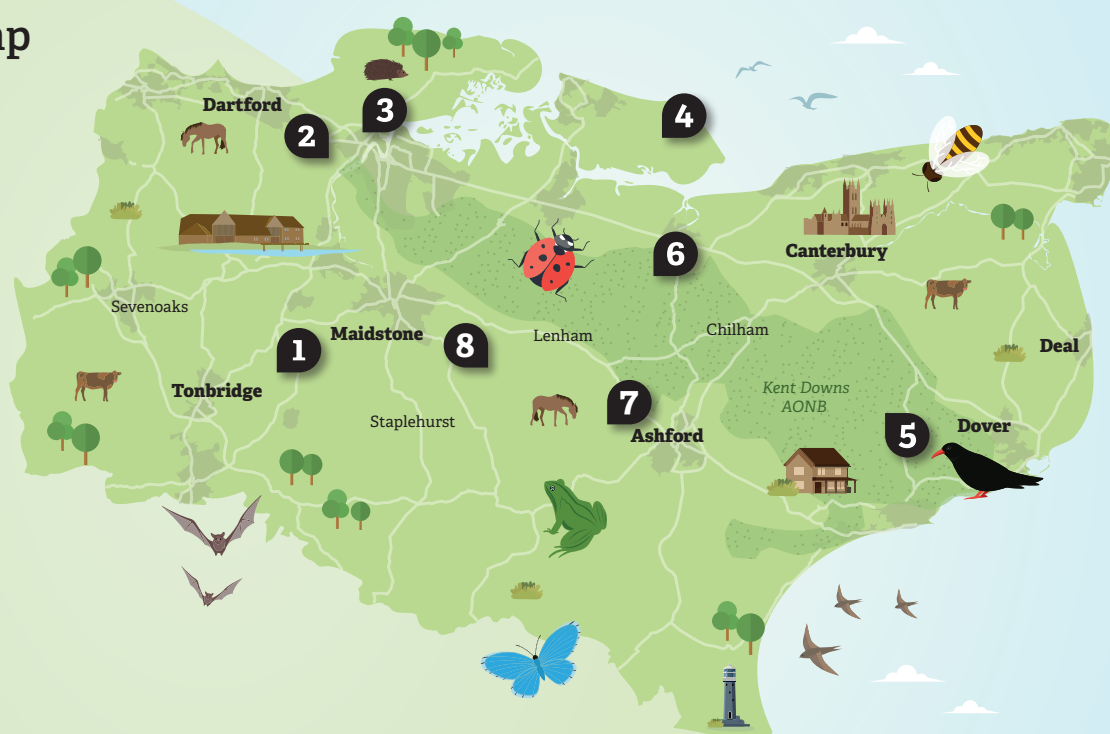 Dartford
3
2
4
6
Canterbury
Sevenoaks
Maidstone
1
8
Lenham
Chilham
Deal
Tonbridge
Kent Downs
AONB
7
Staplehurst
Ashford
5
Dover